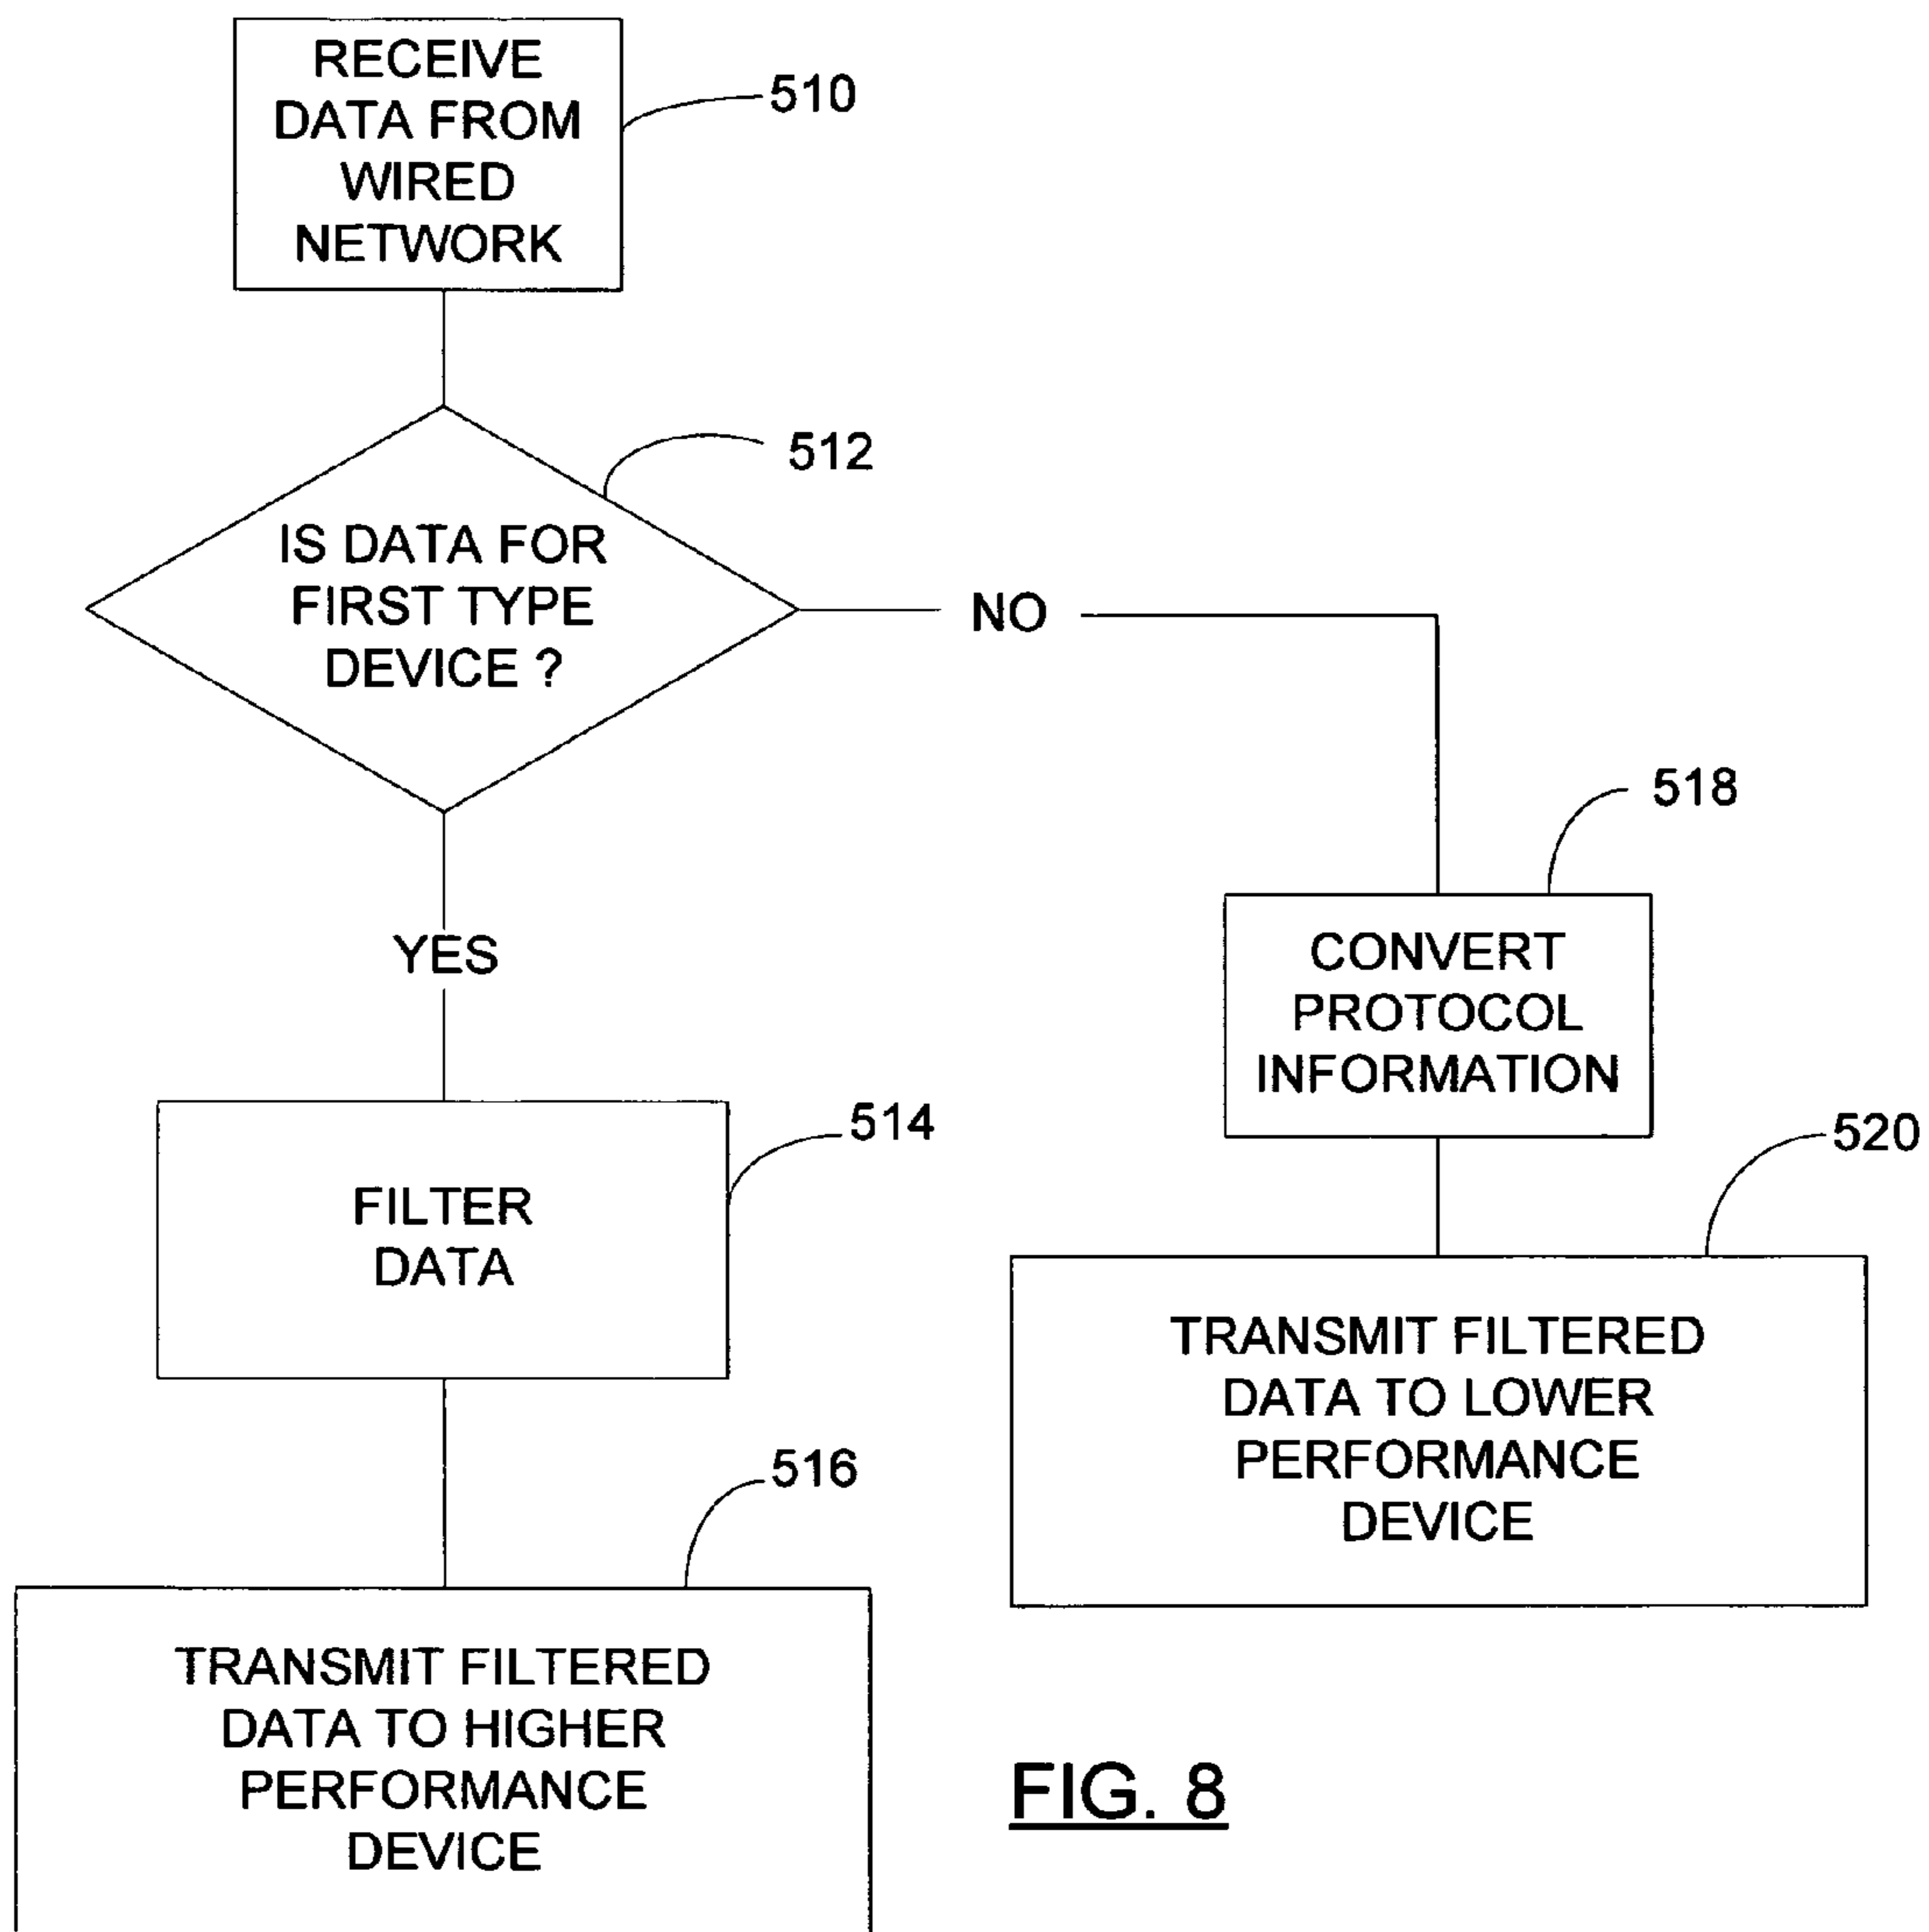 RECEIVE
DATA FROM
WIRED
NETWORK
510
512
IS DATA FOR
FIRST TYPE
DEVICE ?
NO
YES
518
CONVERT
PROTOCOL
INFORMATION
514
FILTER
DATA
520
TRANSMIT FILTERED
DATA TO LOWER
PERFORMANCE
DEVICE
516
TRANSMIT FILTERED
DATA TO HIGHER
PERFORMANCE
DEVICE
FIG. 8